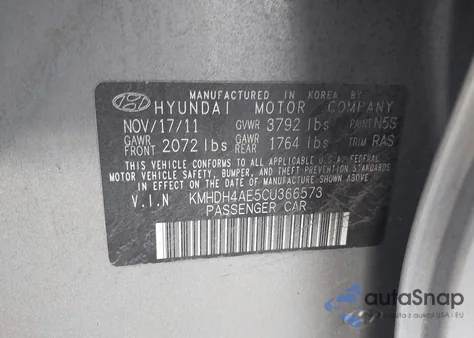 MANUFACTURED IN KOREA
HYUNDAI MOTOR COMPANY
NOV/17/11 GVWR 3792 lbs PAINT N5S
GAWR FRONT 2072 lbs GAWR REAR 1764 lbs TRIM RAS
THIS VEHICLE CONFORMS TO ALL APPLICABLE U.S. FEDERAL
MOTOR VEHICLE SAFETY, BUMPER, AND THEFT PREVENTION STANDARDS
IN EFFECT ON THE DATE OF MANUFACTURE SHOWN ABOVE.
V.I.N KMHDH4AE5CU366573
PASSENGER CAR
autoSnap